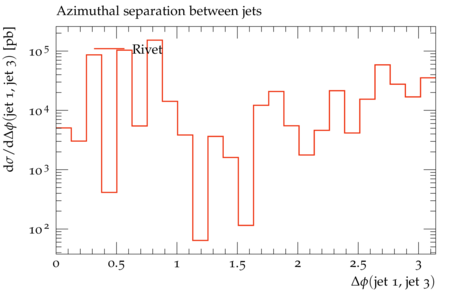 Azimuthal separation between jets
dσ/dΔϕ(jet 1, jet 3) [pb]
Rivet
10⁵
10⁴
10³
10²
0 0.5 1 1.5 2 2.5 3
Δϕ(jet 1, jet 3)